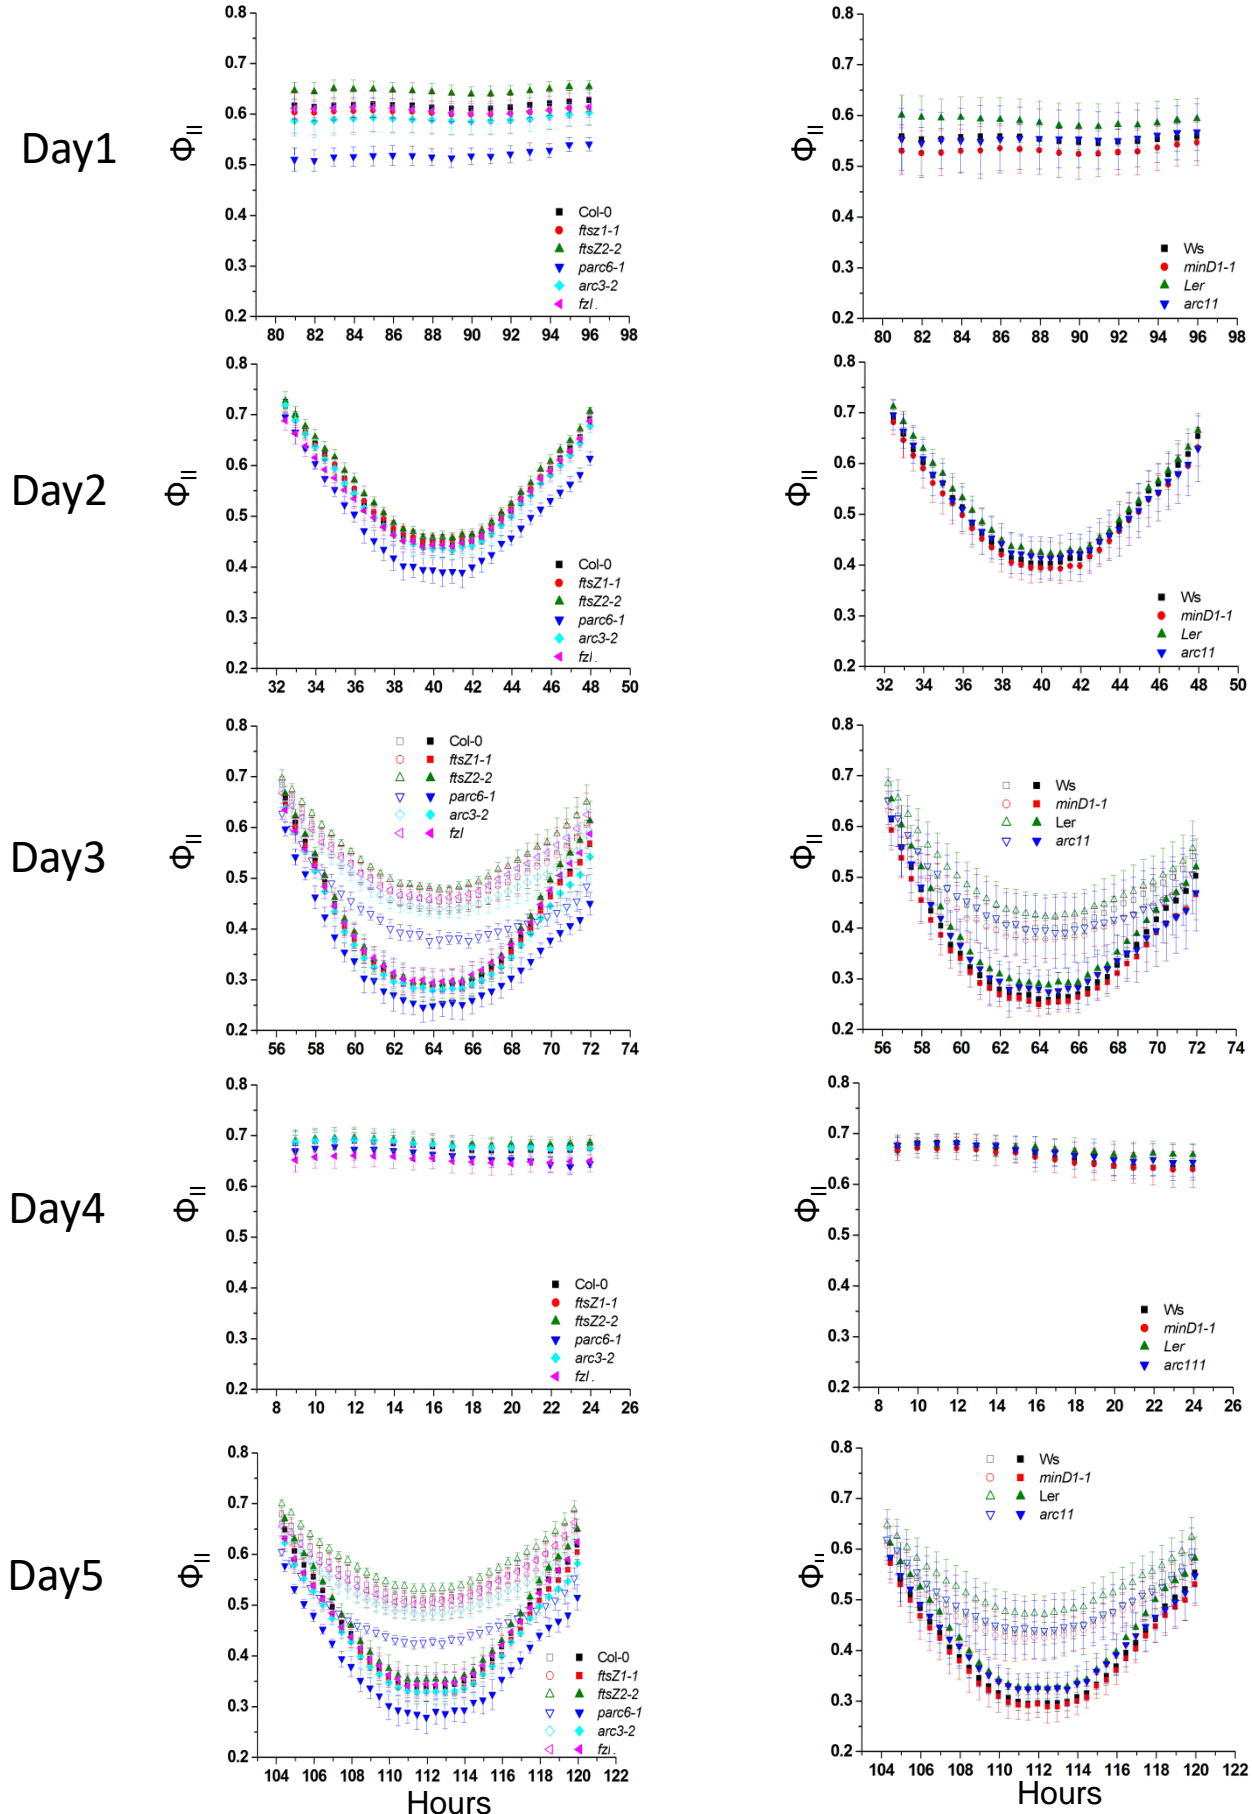 Day1
Φ_II
0.8
0.7
0.6
0.5
0.4
0.3
0.2
Col-0
ftsz1-1
ftsZ2-2
parc6-1
arc3-2
fzl .
80 82 84 86 88 90 92 94 96 98
Φ_II
0.8
0.7
0.6
0.5
0.4
0.3
0.2
Ws
minD1-1
Ler
arc11
80 82 84 86 88 90 92 94 96 98
Day2
Φ_II
0.8
0.7
0.6
0.5
0.4
0.3
0.2
Col-0
ftsZ1-1
ftsZ2-2
parc6-1
arc3-2
fzl .
32 34 36 38 40 42 44 46 48 50
Φ_II
0.8
0.7
0.6
0.5
0.4
0.3
0.2
Ws
minD1-1
Ler
arc11
32 34 36 38 40 42 44 46 48 50
Day3
Φ_II
0.8
0.7
0.6
0.5
0.4
0.3
0.2
Col-0
ftsZ1-1
ftsZ2-2
parc6-1
arc3-2
fzl
56 58 60 62 64 66 68 70 72 74
Φ_II
0.8
0.7
0.6
0.5
0.4
0.3
0.2
Ws
minD1-1
Ler
arc11
56 58 60 62 64 66 68 70 72 74
Day4
Φ_II
0.8
0.7
0.6
0.5
0.4
0.3
0.2
Col-0
ftsZ1-1
ftsZ2-2
parc6-1
arc3-2
fzl .
8 10 12 14 16 18 20 22 24 26
Φ_II
0.8
0.7
0.6
0.5
0.4
0.3
0.2
Ws
minD1-1
Ler
arc111
8 10 12 14 16 18 20 22 24 26
Day5
Φ_II
0.8
0.7
0.6
0.5
0.4
0.3
0.2
Col-0
ftsZ1-1
ftsZ2-2
parc6-1
arc3-2
fzl .
104 106 108 110 112 114 116 118 120 122
Hours
Φ_II
0.8
0.7
0.6
0.5
0.4
0.3
0.2
Ws
minD1-1
Ler
arc11
104 106 108 110 112 114 116 118 120 122
Hours